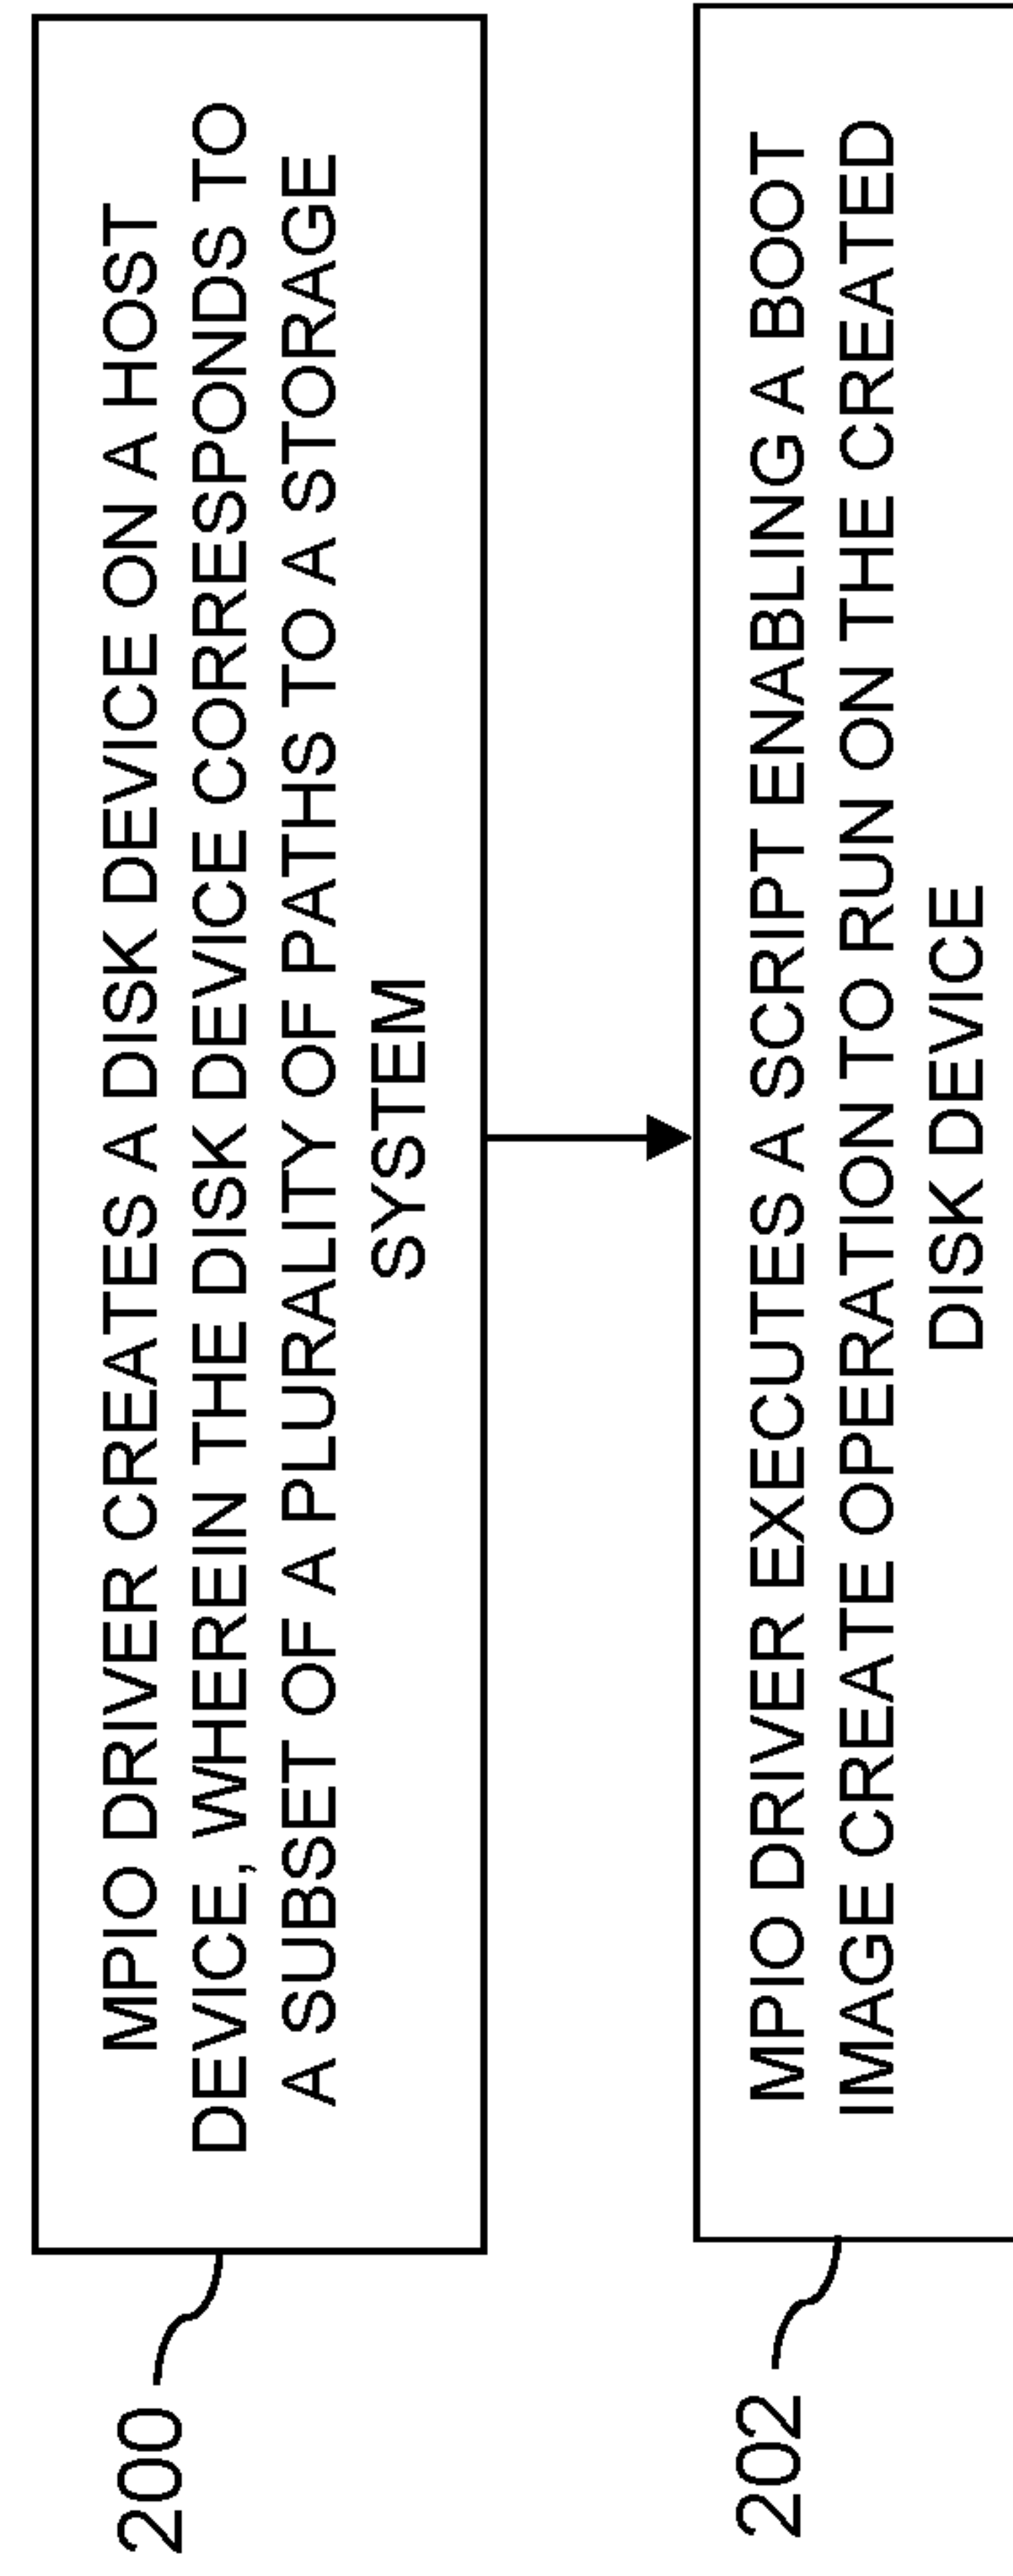 200
MPIO DRIVER CREATES A DISK DEVICE ON A HOST
DEVICE, WHEREIN THE DISK DEVICE CORRESPONDS TO
A SUBSET OF A PLURALITY OF PATHS TO A STORAGE
SYSTEM
202
MPIO DRIVER EXECUTES A SCRIPT ENABLING A BOOT
IMAGE CREATE OPERATION TO RUN ON THE CREATED
DISK DEVICE